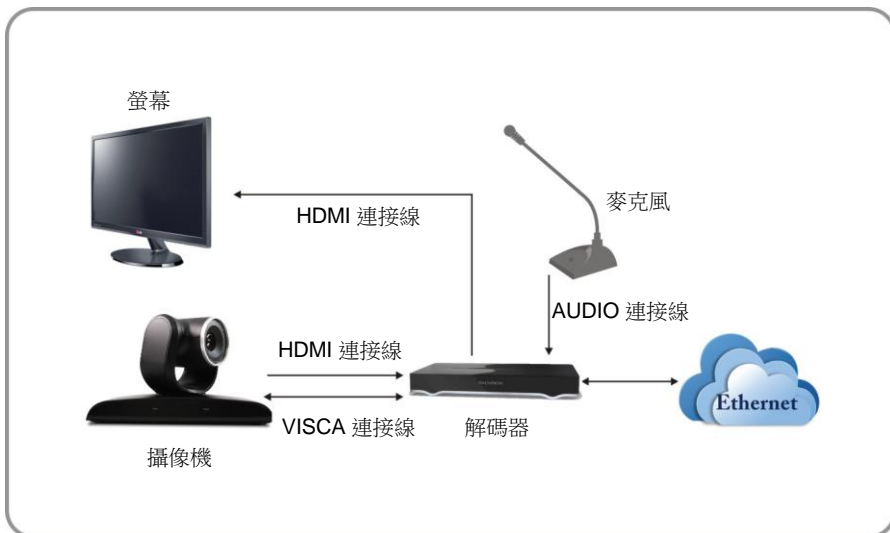 螢幕
HDMI 連接線
麥克風
AUDIO 連接線
HDMI 連接線
VISCA 連接線
攝像機
解碼器
Ethernet